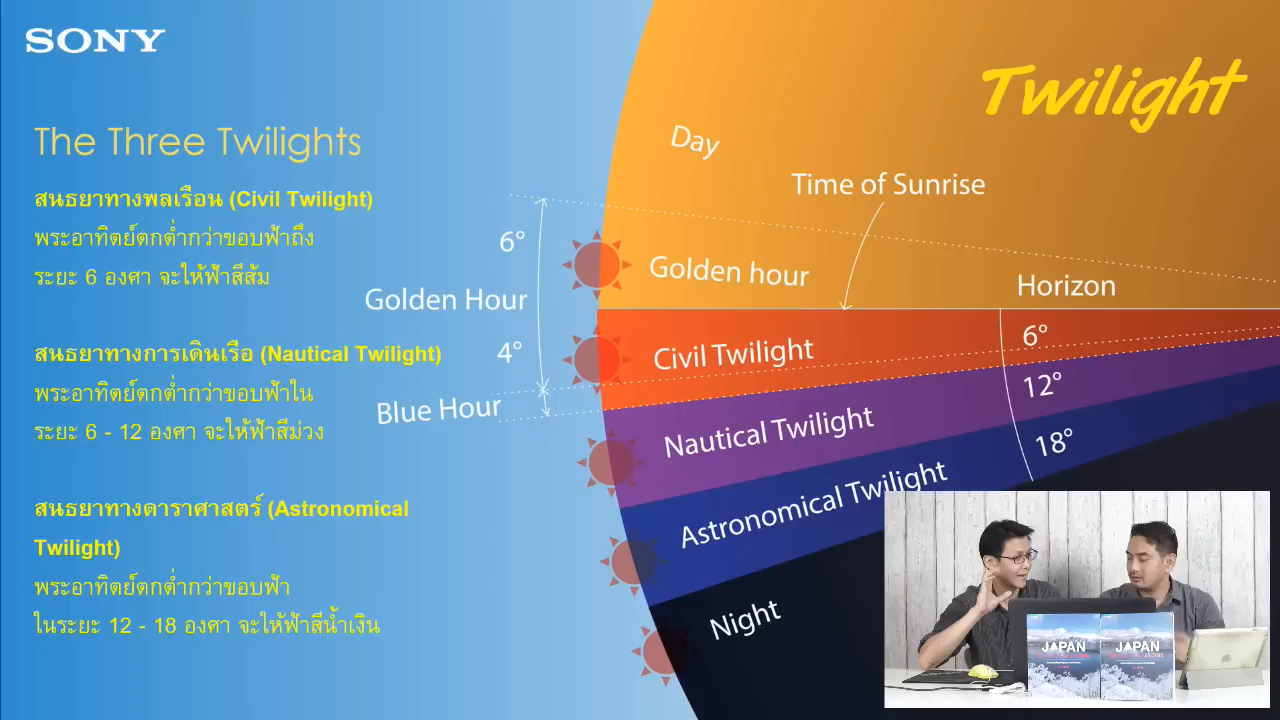 SONY
Twilight
The Three Twilights
สนธยาทางพลเรือน (Civil Twilight)
พระอาทิตย์ตกต่ำกว่าขอบฟ้าถึง
ระยะ 6 องศา จะให้ฟ้าสีส้ม
สนธยาทางการเดินเรือ (Nautical Twilight)
พระอาทิตย์ตกต่ำกว่าขอบฟ้าใน
ระยะ 6 - 12 องศา จะให้ฟ้าสีม่วง
สนธยาทางดาราศาสตร์ (Astronomical
Twilight)
พระอาทิตย์ตกต่ำกว่าขอบฟ้า
ในระยะ 12 - 18 องศา จะให้ฟ้าสีน้ำเงิน
Day
Time of Sunrise
6°
Golden hour
Golden Hour
Horizon
4°
Civil Twilight
6°
Blue Hour
Nautical Twilight
12°
Astronomical Twilight
18°
Night
JAPAN
JAPAN